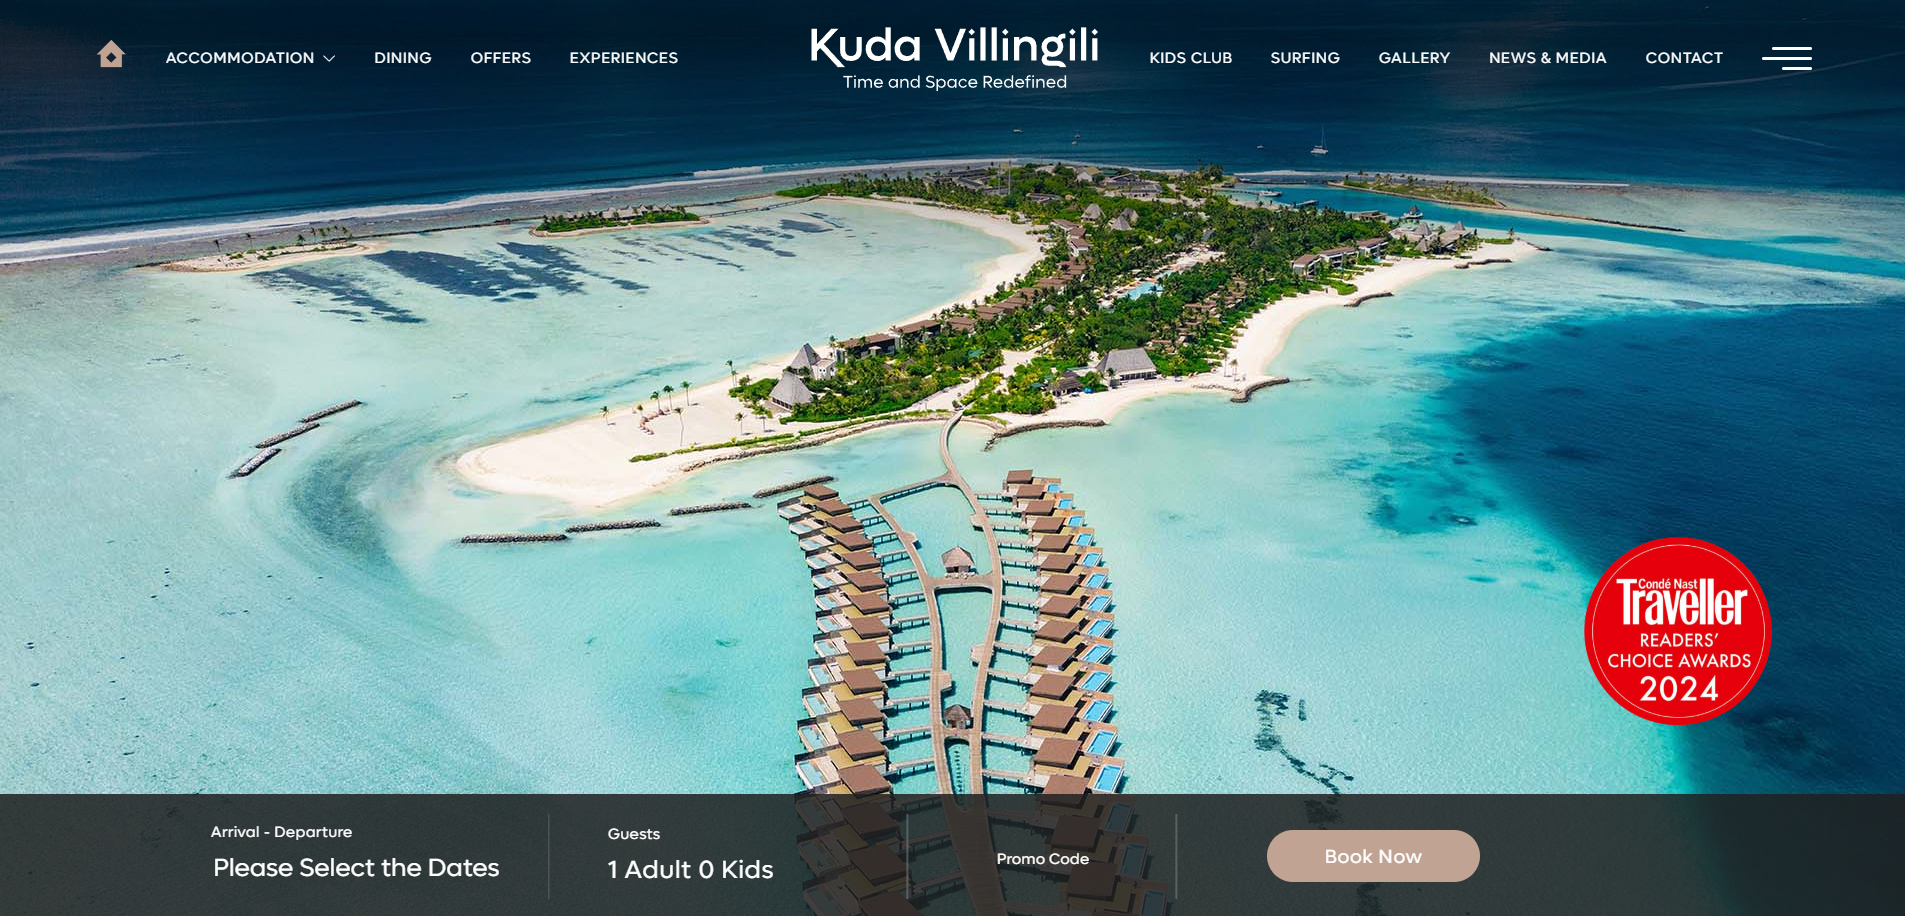 ACCOMMODATION
DINING
OFFERS
EXPERIENCES
Kuda Villingili
Time and Space Redefined
KIDS CLUB
SURFING
GALLERY
NEWS & MEDIA
CONTACT
Condé Nast
Traveller
READERS'
CHOICE AWARDS
2024
Arrival - Departure
Please Select the Dates
Guests
1 Adult 0 Kids
Promo Code
Book Now